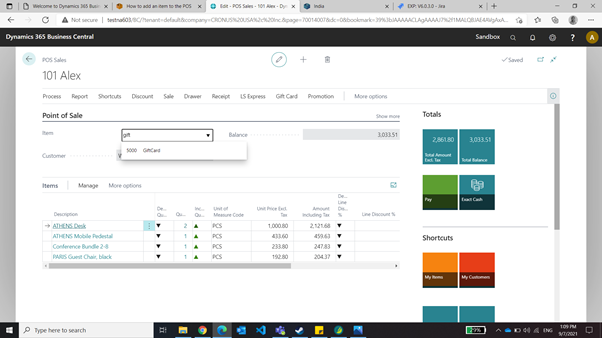 Welcome to Dynamics 365 Busines
How to add an item to the POS
Edit - POS Sales - 101 Alex - Dyn
India
EXP: V6.0.3.0 - Jira
Not secure
testna603/BC/?tenant=default&company=CRONUS%20USA%2C%20Inc.&page=70014007&dc=0&bookmark=
Dynamics 365 Business Central
Sandbox
?
A
POS Sales
Saved
101 Alex
Process Report Shortcuts Discount Sale Drawer Receipt LS Express Gift Card Promotion More options
Point of Sale
Show more
Item
gift
Balance
3,033.51
5000 GiftCard
Customer
Items Manage More options
Description
De... Qu...
Qu...
Inc... Qu...
Unit of Measure Code
Unit Price Excl. Tax
Amount Including Tax
De... Line Dis... %
Line Discount %
ATHENS Desk 2 PCS 1,000.80 2,121.68
ATHENS Mobile Pedestal 1 PCS 433.60 459.63
Conference Bundle 2-8 1 PCS 233.80 247.83
PARIS Guest Chair, black 1 PCS 192.80 204.37
Totals
2,861.80
Total Amount Excl. Tax
3,033.51
Total Balance
Pay
Exact Cash
Shortcuts
My Items
My Customers
Type here to search
79%
ENG
1:09 PM
9/7/2021